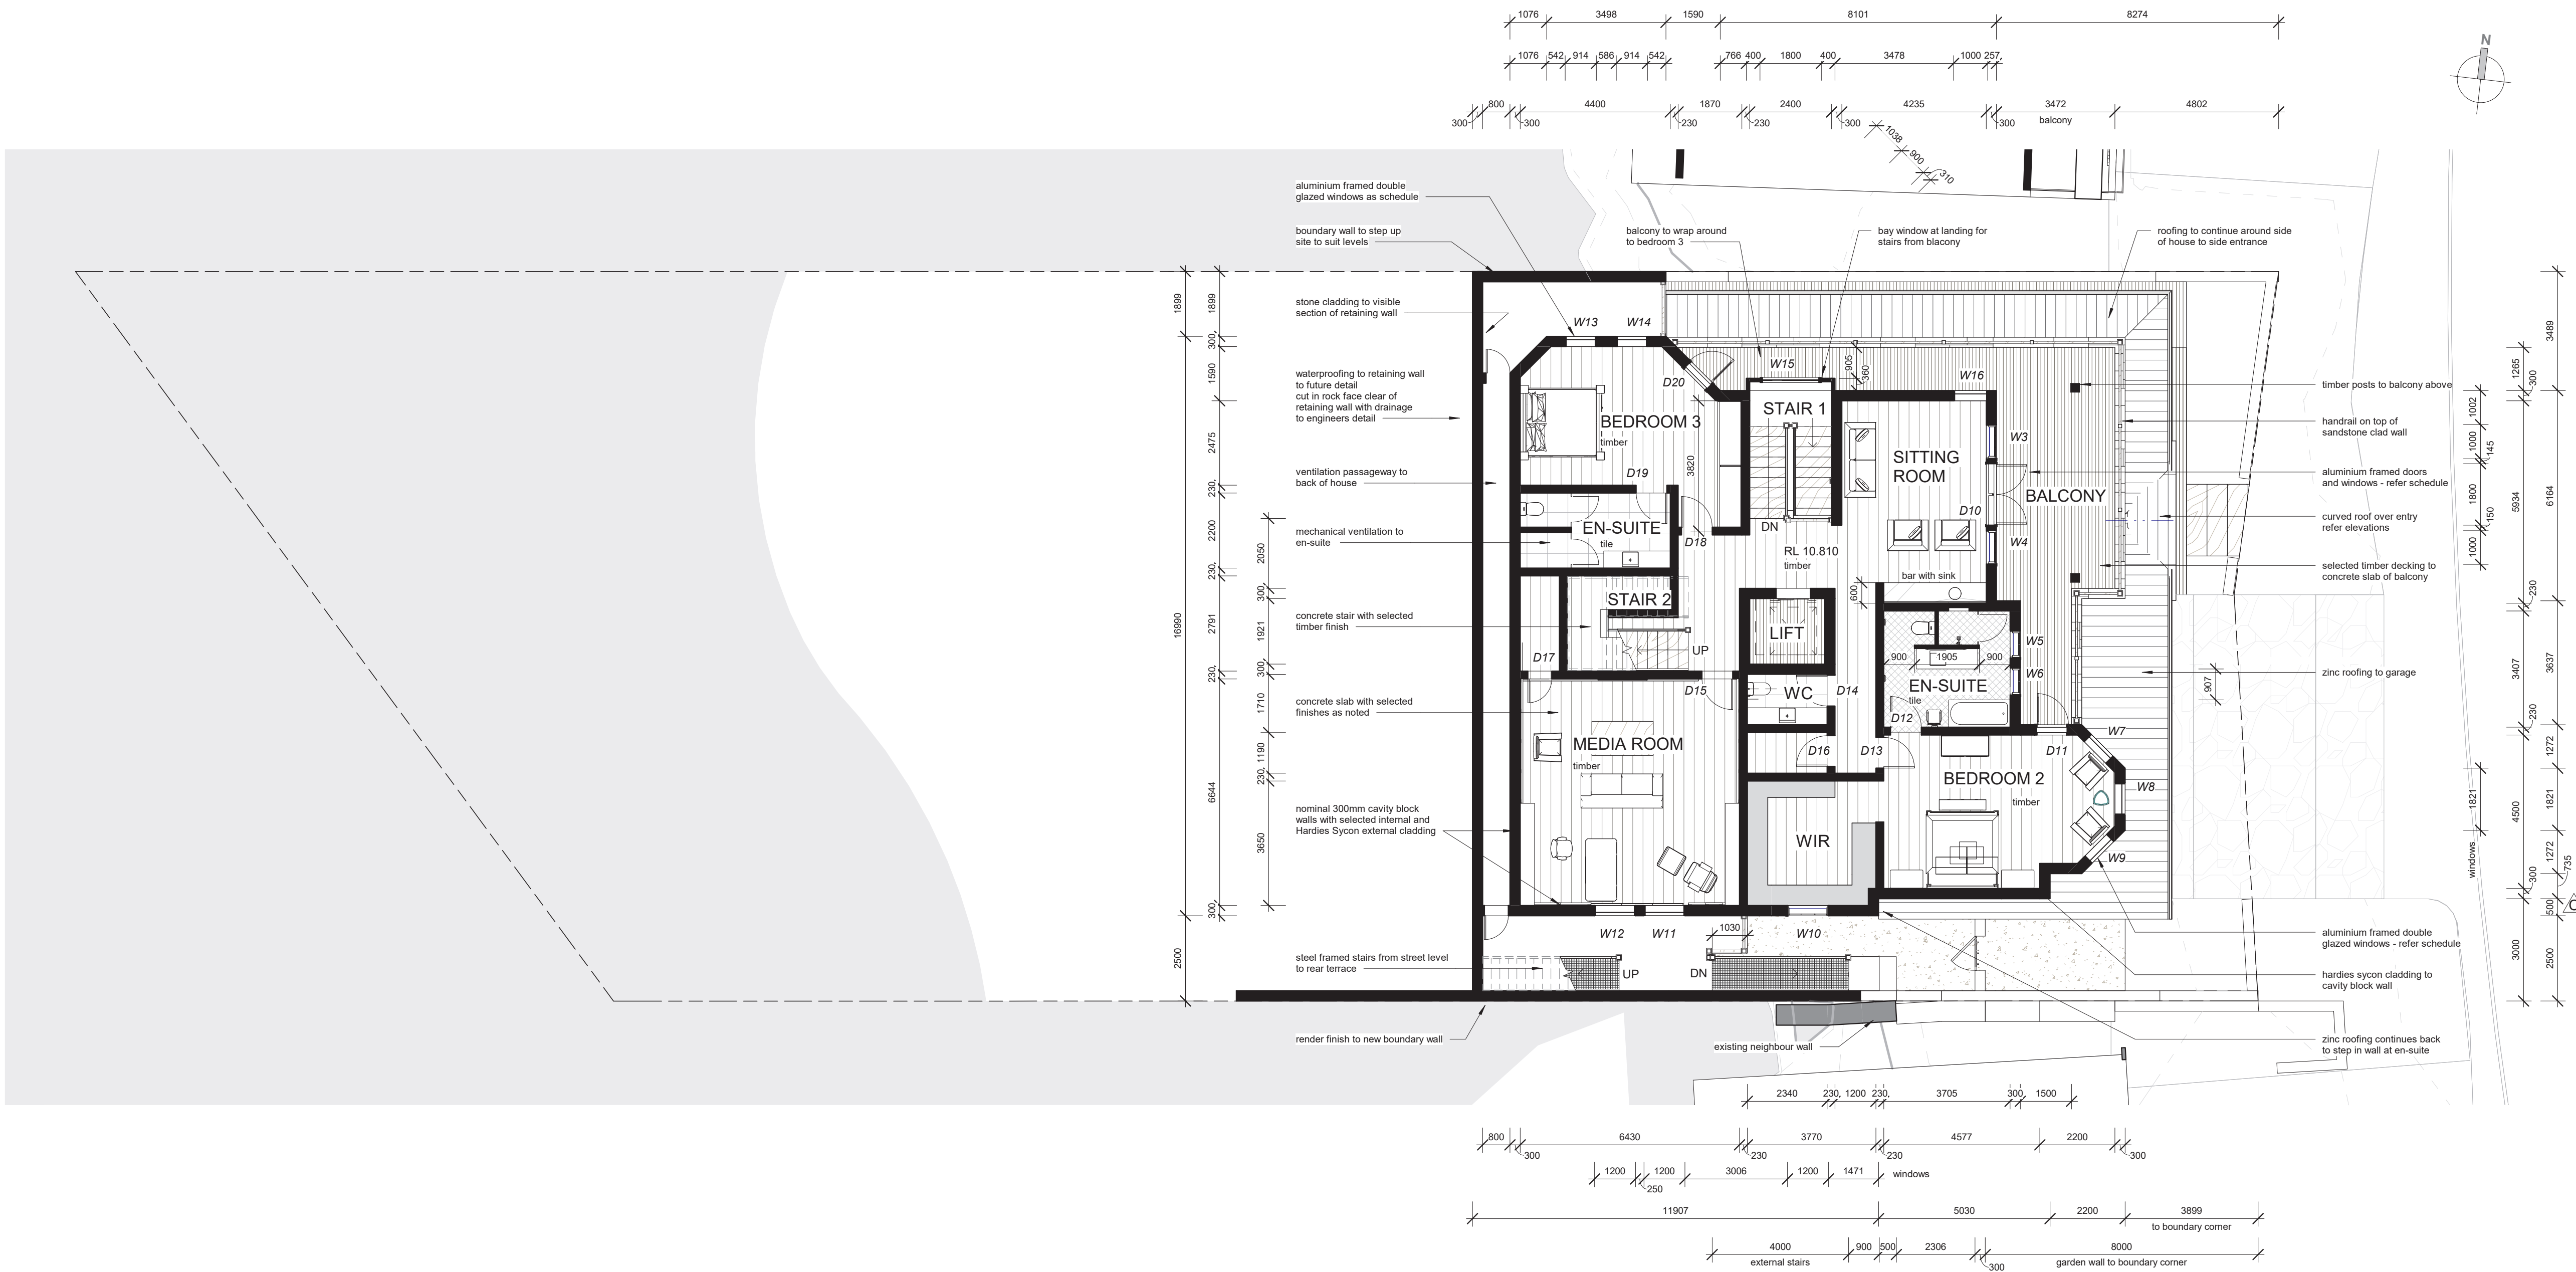 1076 3498 1590 8101 8274
N
1076 542 914 586 914 542 766 400 1800 400 3478 1000 257
800 4400 1870 2400 4235 3472 4802
300 300 230 230 300 300 balcony
1038
900
310
aluminium framed double
glazed windows as schedule
boundary wall to step up
site to suit levels
balcony to wrap around
to bedroom 3
bay window at landing for
stairs from blacony
roofing to continue around side
of house to side entrance
stone cladding to visible
section of retaining wall
waterproofing to retaining wall
to future detail
cut in rock face clear of
retaining wall with drainage
to engineers detail
ventilation passageway to
back of house
mechanical ventilation to
en-suite
concrete stair with selected
timber finish
concrete slab with selected
finishes as noted
nominal 300mm cavity block
walls with selected internal and
Hardies Sycon external cladding
steel framed stairs from street level
to rear terrace
render finish to new boundary wall
existing neighbour wall
1899
16990
2500
1899
300
1590
2475
230
2200
230
2791
230
6644
300
2050
300
1921
300
1710
1190
230
3650
W13 W14
D20
W15
905
360
W16
STAIR 1
BEDROOM 3
timber
D19
3820
SITTING
ROOM
W3
D10
BALCONY
EN-SUITE
tile
D18
DN
RL 10.810
timber
W4
bar with sink
600
STAIR 2
LIFT
UP
D17
D15
WC
D14
W5
900 1905 900
W6
EN-SUITE
tile
D12
907
MEDIA ROOM
timber
D16
D13
D11
W7
BEDROOM 2
timber
W8
WIR
W9
W12 W11 1030 W10
UP DN
timber posts to balcony above
handrail on top of
sandstone clad wall
aluminium framed doors
and windows - refer schedule
curved roof over entry
refer elevations
selected timber decking to
concrete slab of balcony
zinc roofing to garage
aluminium framed double
glazed windows - refer schedule
hardies sycon cladding to
cavity block wall
zinc roofing continues back
to step in wall at en-suite
1002
1000
145
1800
150
1000
1821
windows
1265
300
5934
230
3407
230
4500
300
3000
3489
6164
3637
1272
1821
1272
735
500
2500
C
2340 230 1200 230 3705 300 1500
800 6430 3770 4577 2200
300 230 230 300
1200 1200 3006 1200 1471 windows
250
11907 5030 2200 3899
to boundary corner
4000 900 500 2306 8000
external stairs 300 garden wall to boundary corner